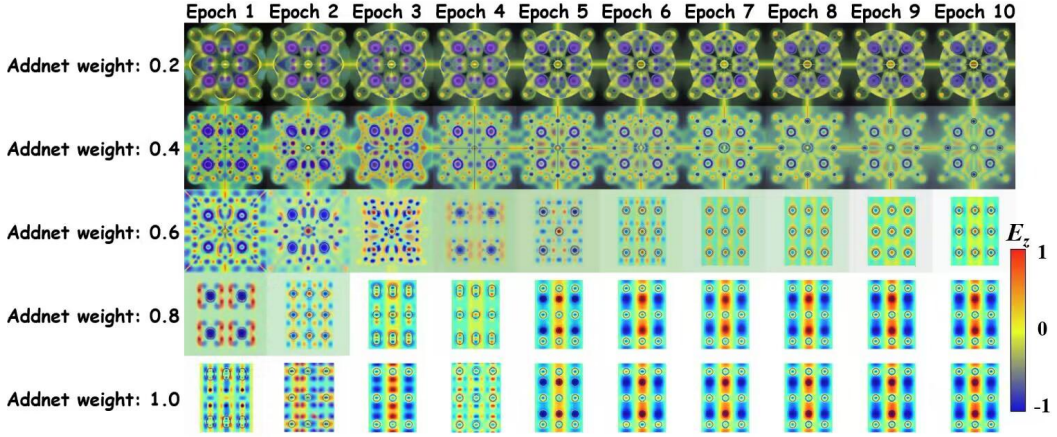 Epoch 1 Epoch 2 Epoch 3 Epoch 4 Epoch 5 Epoch 6 Epoch 7 Epoch 8 Epoch 9 Epoch 10
Addnet weight: 0.2
Addnet weight: 0.4
Addnet weight: 0.6
E_z
1
Addnet weight: 0.8
0
Addnet weight: 1.0
-1